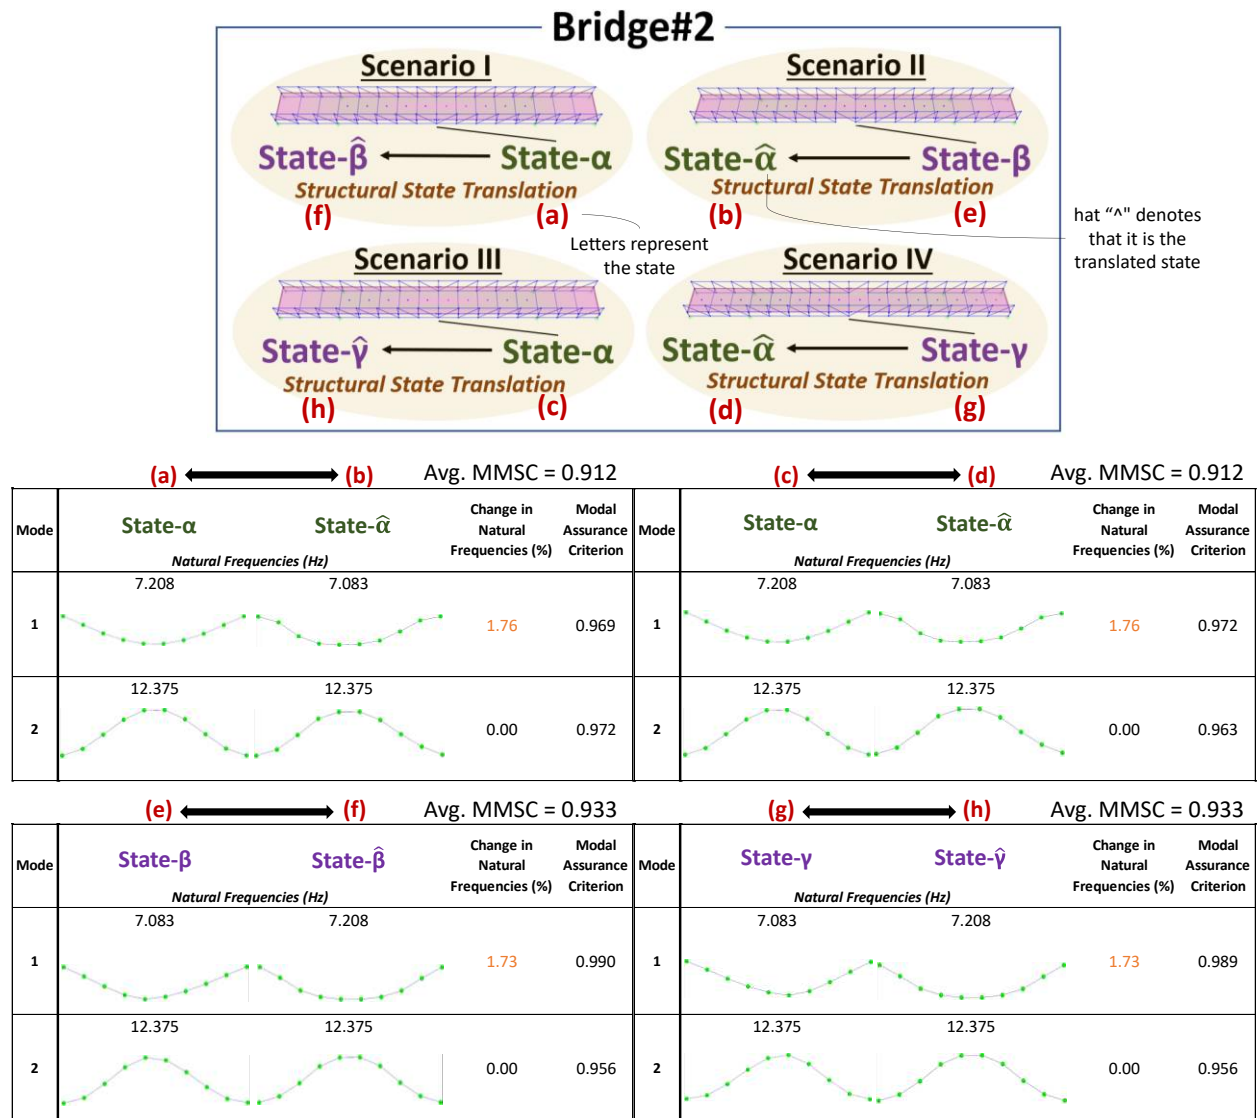 Bridge#2
Scenario I
State-β̂ State-α
Structural State Translation
(f) (a)
Scenario II
State-α̂ State-β
Structural State Translation
(b) (e)
Letters represent
the state
hat “^" denotes
that it is the
translated state
Scenario III
State-γ̂ State-α
Structural State Translation
(h) (c)
Scenario IV
State-α̂ State-γ
Structural State Translation
(d) (g)
(a) (b) Avg. MMSC = 0.912
Mode State-α State-α̂ Change in Natural Frequencies (%) Modal Assurance Criterion
Natural Frequencies (Hz)
7.208 7.083
1 1.76 0.969
12.375 12.375
2 0.00 0.972
(c) (d) Avg. MMSC = 0.912
Mode State-α State-α̂ Change in Natural Frequencies (%) Modal Assurance Criterion
Natural Frequencies (Hz)
7.208 7.083
1 1.76 0.972
12.375 12.375
2 0.00 0.963
(e) (f) Avg. MMSC = 0.933
Mode State-β State-β̂ Change in Natural Frequencies (%) Modal Assurance Criterion
Natural Frequencies (Hz)
7.083 7.208
1 1.73 0.990
12.375 12.375
2 0.00 0.956
(g) (h) Avg. MMSC = 0.933
Mode State-γ State-γ̂ Change in Natural Frequencies (%) Modal Assurance Criterion
Natural Frequencies (Hz)
7.083 7.208
1 1.73 0.989
12.375 12.375
2 0.00 0.956